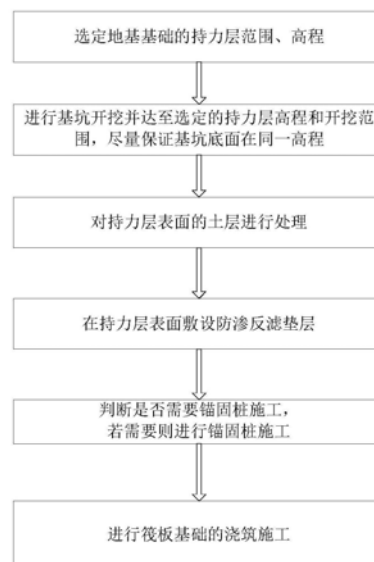 选定地基基础的持力层范围、高程
进行基坑开挖并达至选定的持力层高程和开挖范
围，尽量保证基坑底面在同一高程
对持力层表面的土层进行处理
在持力层表面敷设防渗反滤垫层
判断是否需要锚固桩施工，
若需要则进行锚固桩施工
进行筏板基础的浇筑施工